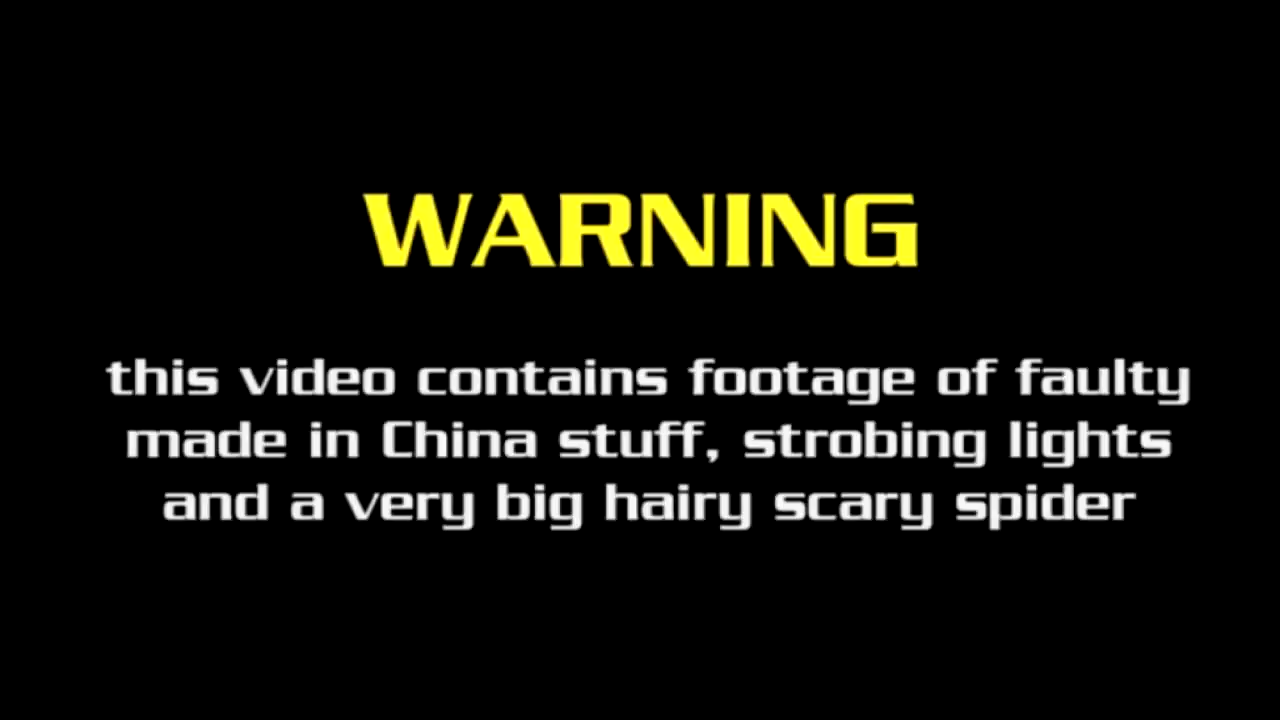 WARNING
this video contains footage of faulty
made in China stuff, strobing lights
and a very big hairy scary spider